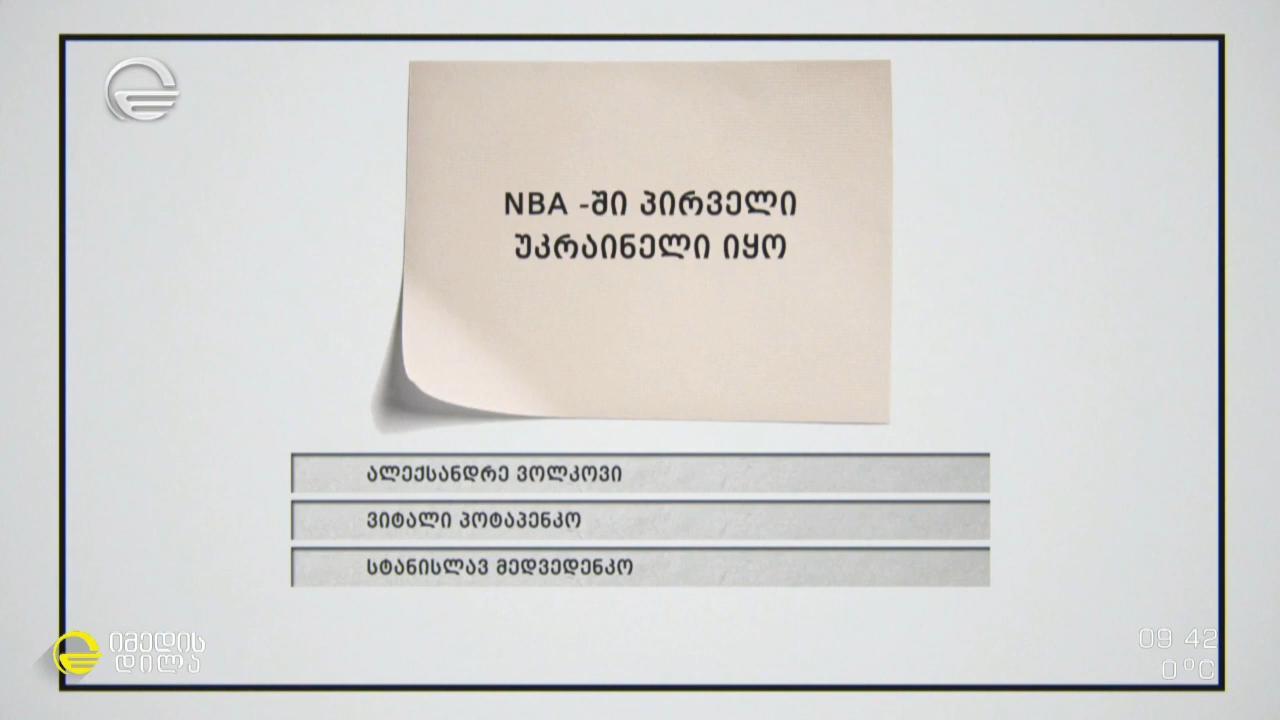 NBA -ში პირველი
უკრაინელი იყო
ალექსანდრე ვოლკოვი
ვიტალი პოტაპენკო
სტანისლავ მედვედენკო
იმედის
დილა
09 42
0°C